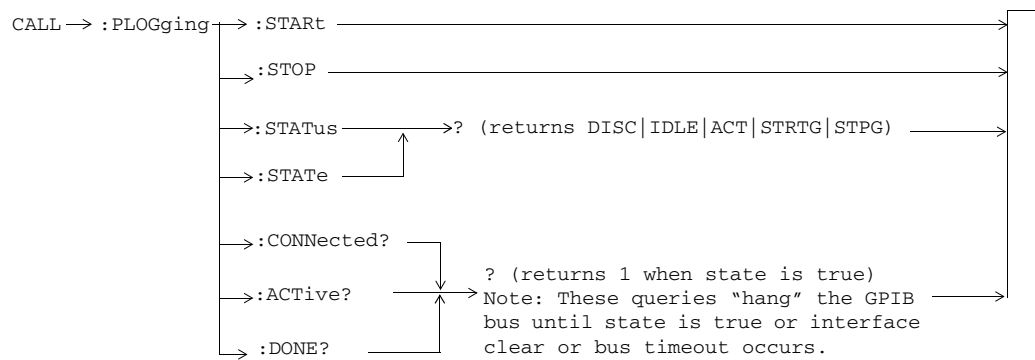 CALL :PLOGging :STARt
:STOP
:STATus ? (returns DISC|IDLE|ACT|STRTG|STPG)
:STATe
:CONNected?
:ACTive?
:DONE?
? (returns 1 when state is true)
Note: These queries “hang” the GPIB
bus until state is true or interface
clear or bus timeout occurs.